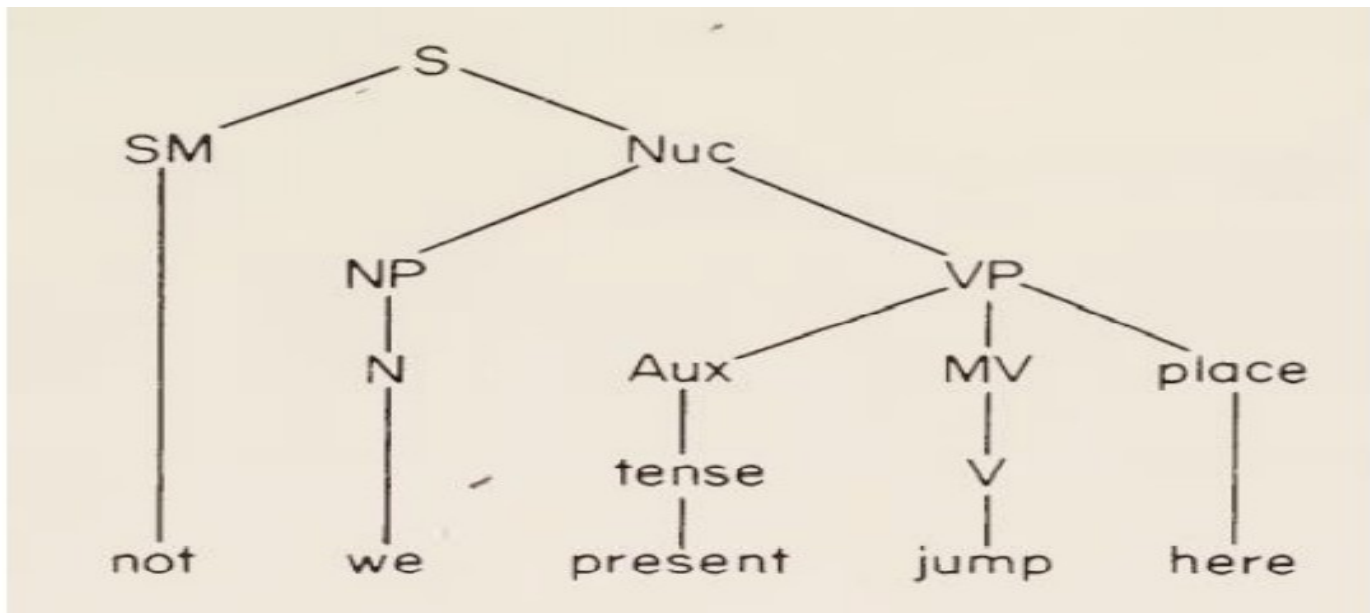 S
SM Nuc
NP VP
N Aux MV place
tense V
not we present jump here